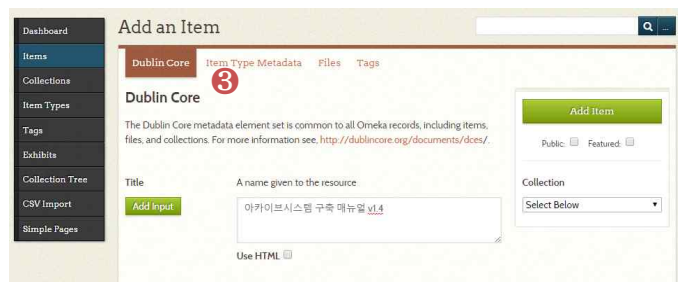 Dashboard
Items
Collections
Item Types
Tags
Exhibits
Collection Tree
CSV Import
Simple Pages
Add an Item
...
Dublin Core Item Type Metadata Files Tags
3
Dublin Core
The Dublin Core metadata element set is common to all Omeka records, including items,
files, and collections. For more information see, http://dublincore.org/documents/dces/.
Title
A name given to the resource
Add Input
아카이브시스템 구축 매뉴얼 v1.4
Use HTML
Add Item
Public: Featured:
Collection
Select Below